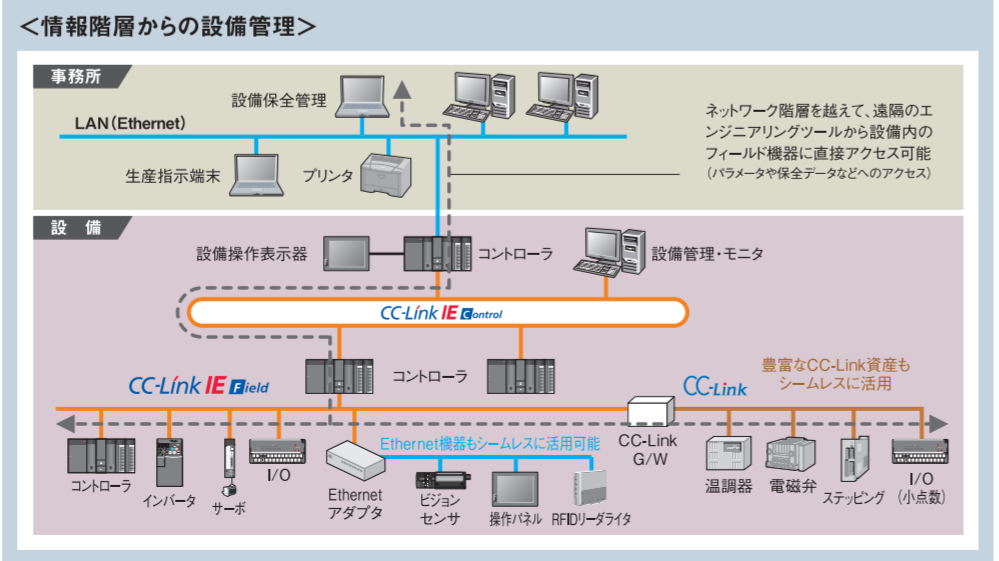 ＜情報階層からの設備管理＞
事務所
設備保全管理
LAN（Ethernet）
生産指示端末
プリンタ
ネットワーク階層を越えて、遠隔のエ
ンジニアリングツールから設備内の
フィールド機器に直接アクセス可能
（パラメータや保全データなどへのアクセス）
設　備
設備操作表示器
コントローラ
設備管理・モニタ
CC-Link IE Control
コントローラ
CC-Link IE Field
CC-Link
豊富なCC-Link資産も
シームレスに活用
Ethernet機器もシームレスに活用可能
CC-Link
G/W
コントローラ
インバータ
サーボ
I/O
Ethernet
アダプタ
ビジョン
センサ
操作パネル
RFIDリーダライタ
温調器
電磁弁
ステッピング
I/O
（小点数）